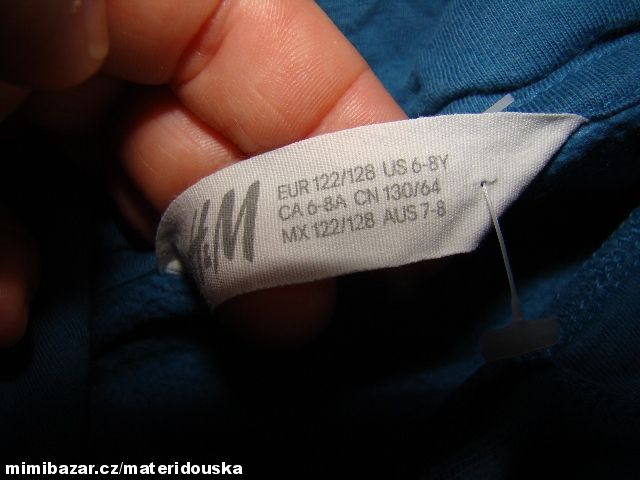 H&M
EUR 122/128 US 6-8Y
CA 6-8A CN 130/64
MX 122/128 AUS 7-8
mimibazar.cz/materidouska